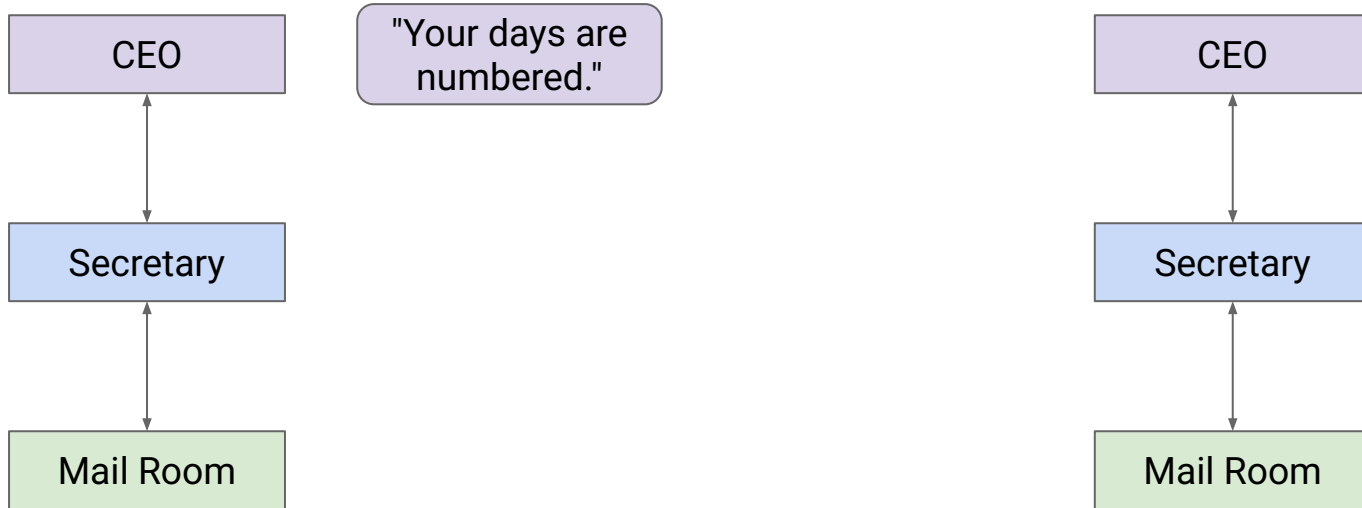 CEO
"Your days are
numbered."
CEO
Secretary
Secretary
Mail Room
Mail Room